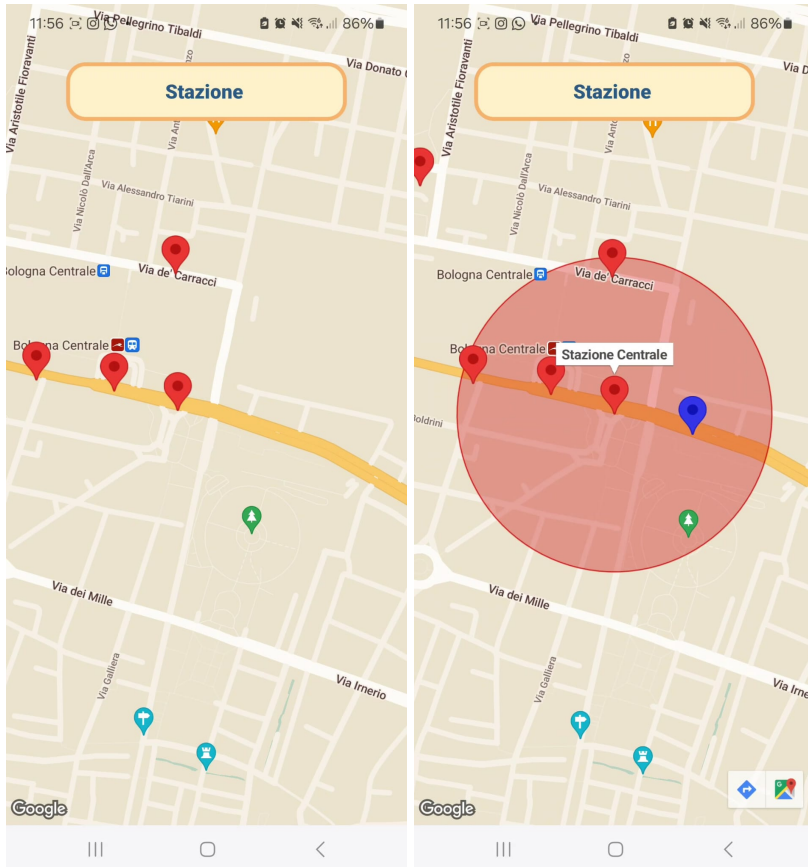 11:56
86%
Via Pellegrino Tibaldi
Via Donato
Via Aristotile Fioravanti
Stazione
Via Nicolò Dall'Arca
Via Alessandro Tiarini
Bologna Centrale
Via de' Carracci
Bologna Centrale
Via dei Mille
Via Irnerio
Via Galliera
Google
11:56
86%
Via Pellegrino Tibaldi
Via Aristotile Fioravanti
Stazione
Via Nicolò Dall'Arca
Via Alessandro Tiarini
Bologna Centrale
Via de' Carracci
Bologna Centrale
Stazione Centrale
Boldrini
Via dei Mille
Via Galliera
Google